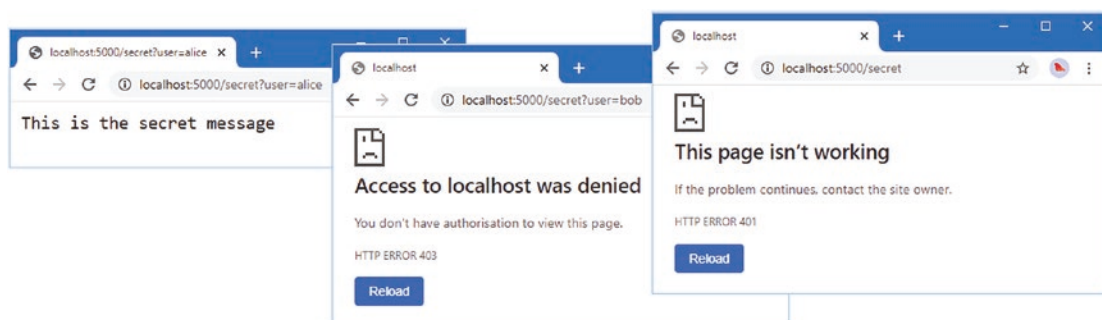 localhost:5000/secret?user=alice
localhost:5000/secret?user=alice
This is the secret message
localhost
localhost:5000/secret?user=bob
Access to localhost was denied
You don't have authorisation to view this page.
HTTP ERROR 403
Reload
localhost
localhost:5000/secret
This page isn't working
If the problem continues, contact the site owner.
HTTP ERROR 401
Reload